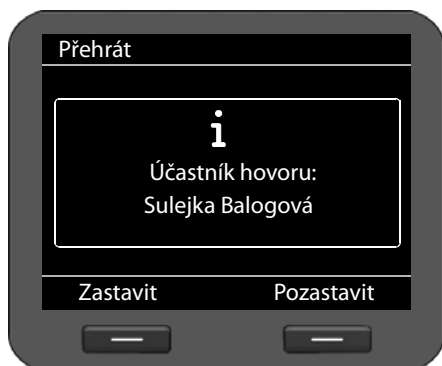 Přehrát
i
Účastník hovoru:
Sulejka Balogová
Zastavit Pozastavit